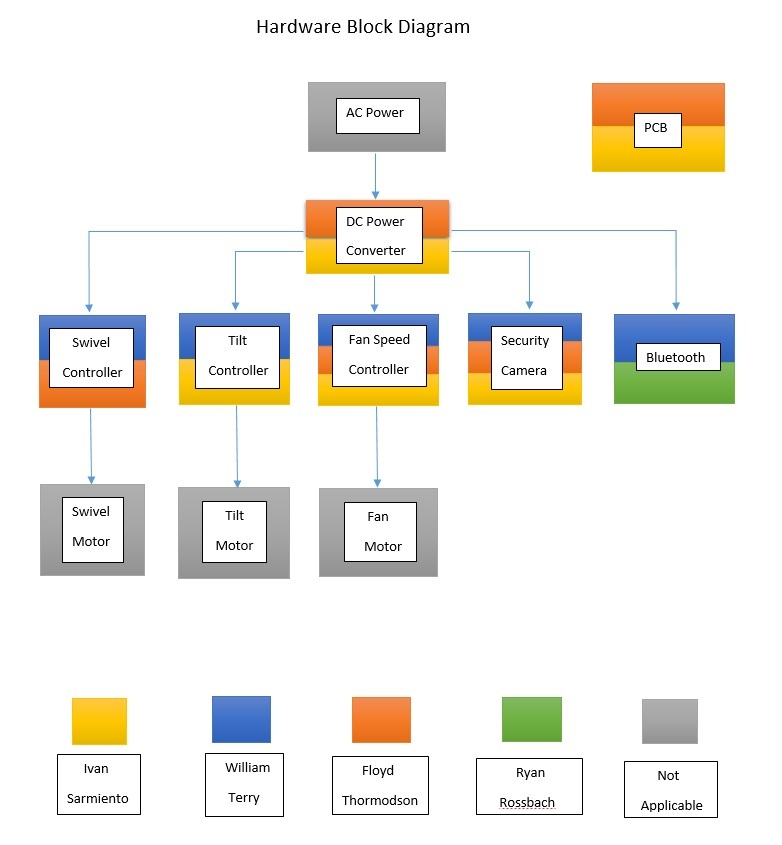 Hardware Block Diagram
AC Power
PCB
DC Power
Converter
Swivel
Controller
Tilt
Controller
Fan Speed
Controller
Security
Camera
Bluetooth
Swivel
Motor
Tilt
Motor
Fan
Motor
Ivan
Sarmiento
William
Terry
Floyd
Thormodson
Ryan
Rossbach
Not
Applicable